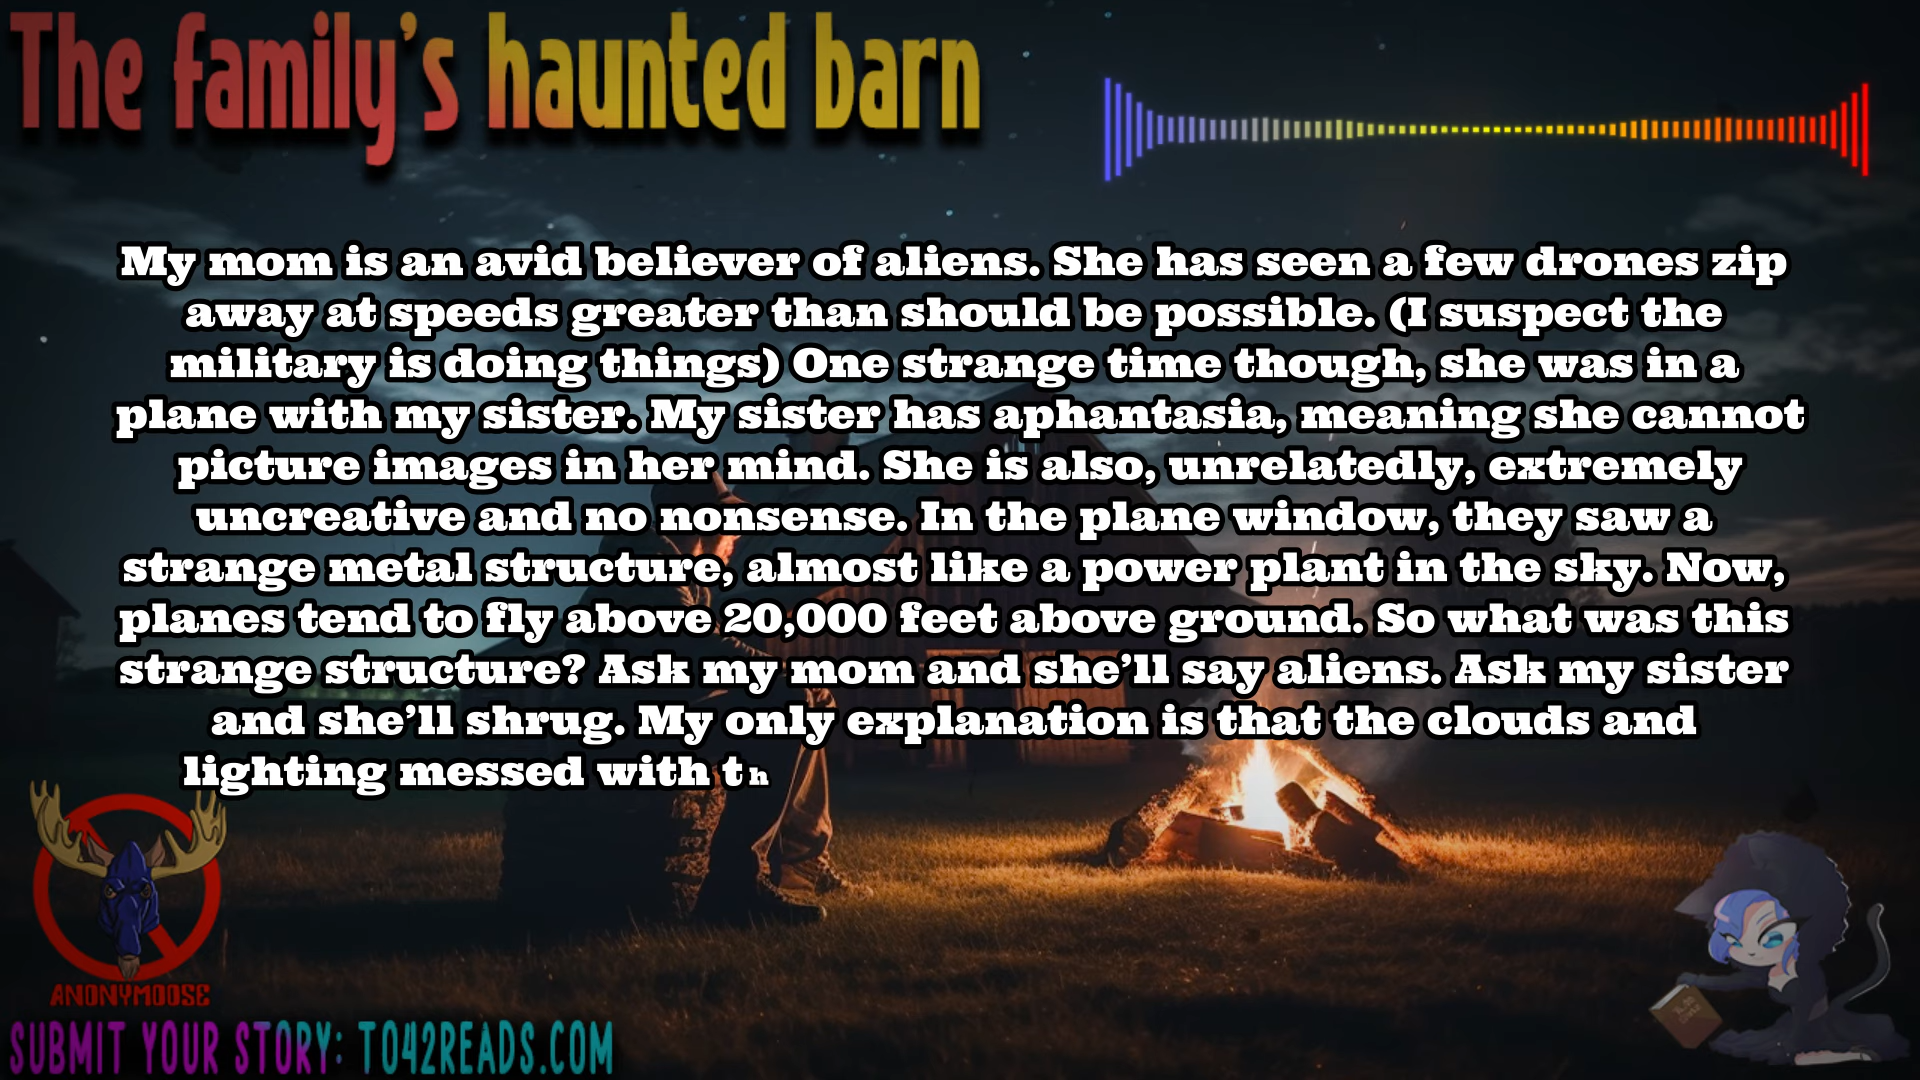 The family's haunted barn
My mom is an avid believer of aliens. She has seen a few drones zip
away at speeds greater than should be possible. (I suspect the
military is doing things) One strange time though, she was in a
plane with my sister. My sister has aphantasia, meaning she cannot
picture images in her mind. She is also, unrelatedly, extremely
uncreative and no nonsense. In the plane window, they saw a
strange metal structure, almost like a power plant in the sky. Now,
planes tend to fly above 20,000 feet above ground. So what was this
strange structure? Ask my mom and she'll say aliens. Ask my sister
and she'll shrug. My only explanation is that the clouds and
lighting messed with th
ANONYMOOSE
SUBMIT YOUR STORY: TO42READS.COM